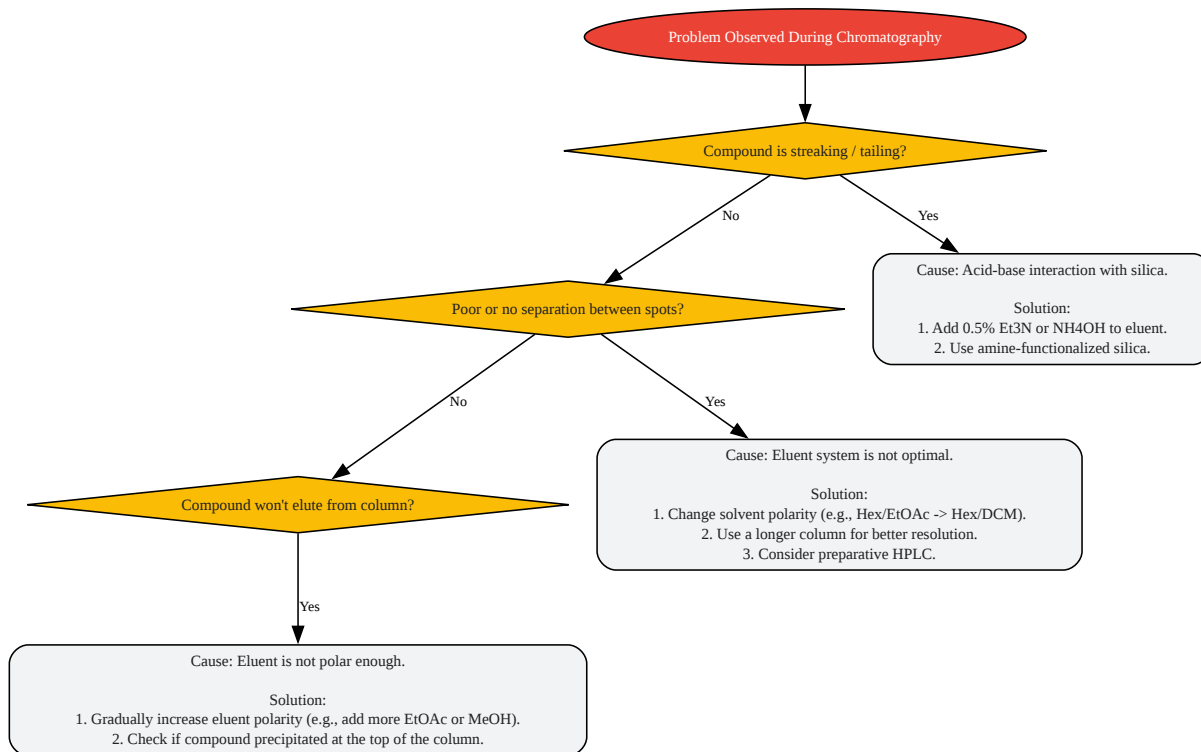 Problem Observed During Chromatography
Compound is streaking / tailing?
No
Yes
Cause: Acid-base interaction with silica.
Solution:
1. Add 0.5% Et3N or NH4OH to eluent.
2. Use amine-functionalized silica.
Poor or no separation between spots?
No
Yes
Cause: Eluent system is not optimal.
Solution:
1. Change solvent polarity (e.g., Hex/EtOAc -> Hex/DCM).
2. Use a longer column for better resolution.
3. Consider preparative HPLC.
Compound won't elute from column?
Yes
Cause: Eluent is not polar enough.
Solution:
1. Gradually increase eluent polarity (e.g., add more EtOAc or MeOH).
2. Check if compound precipitated at the top of the column.